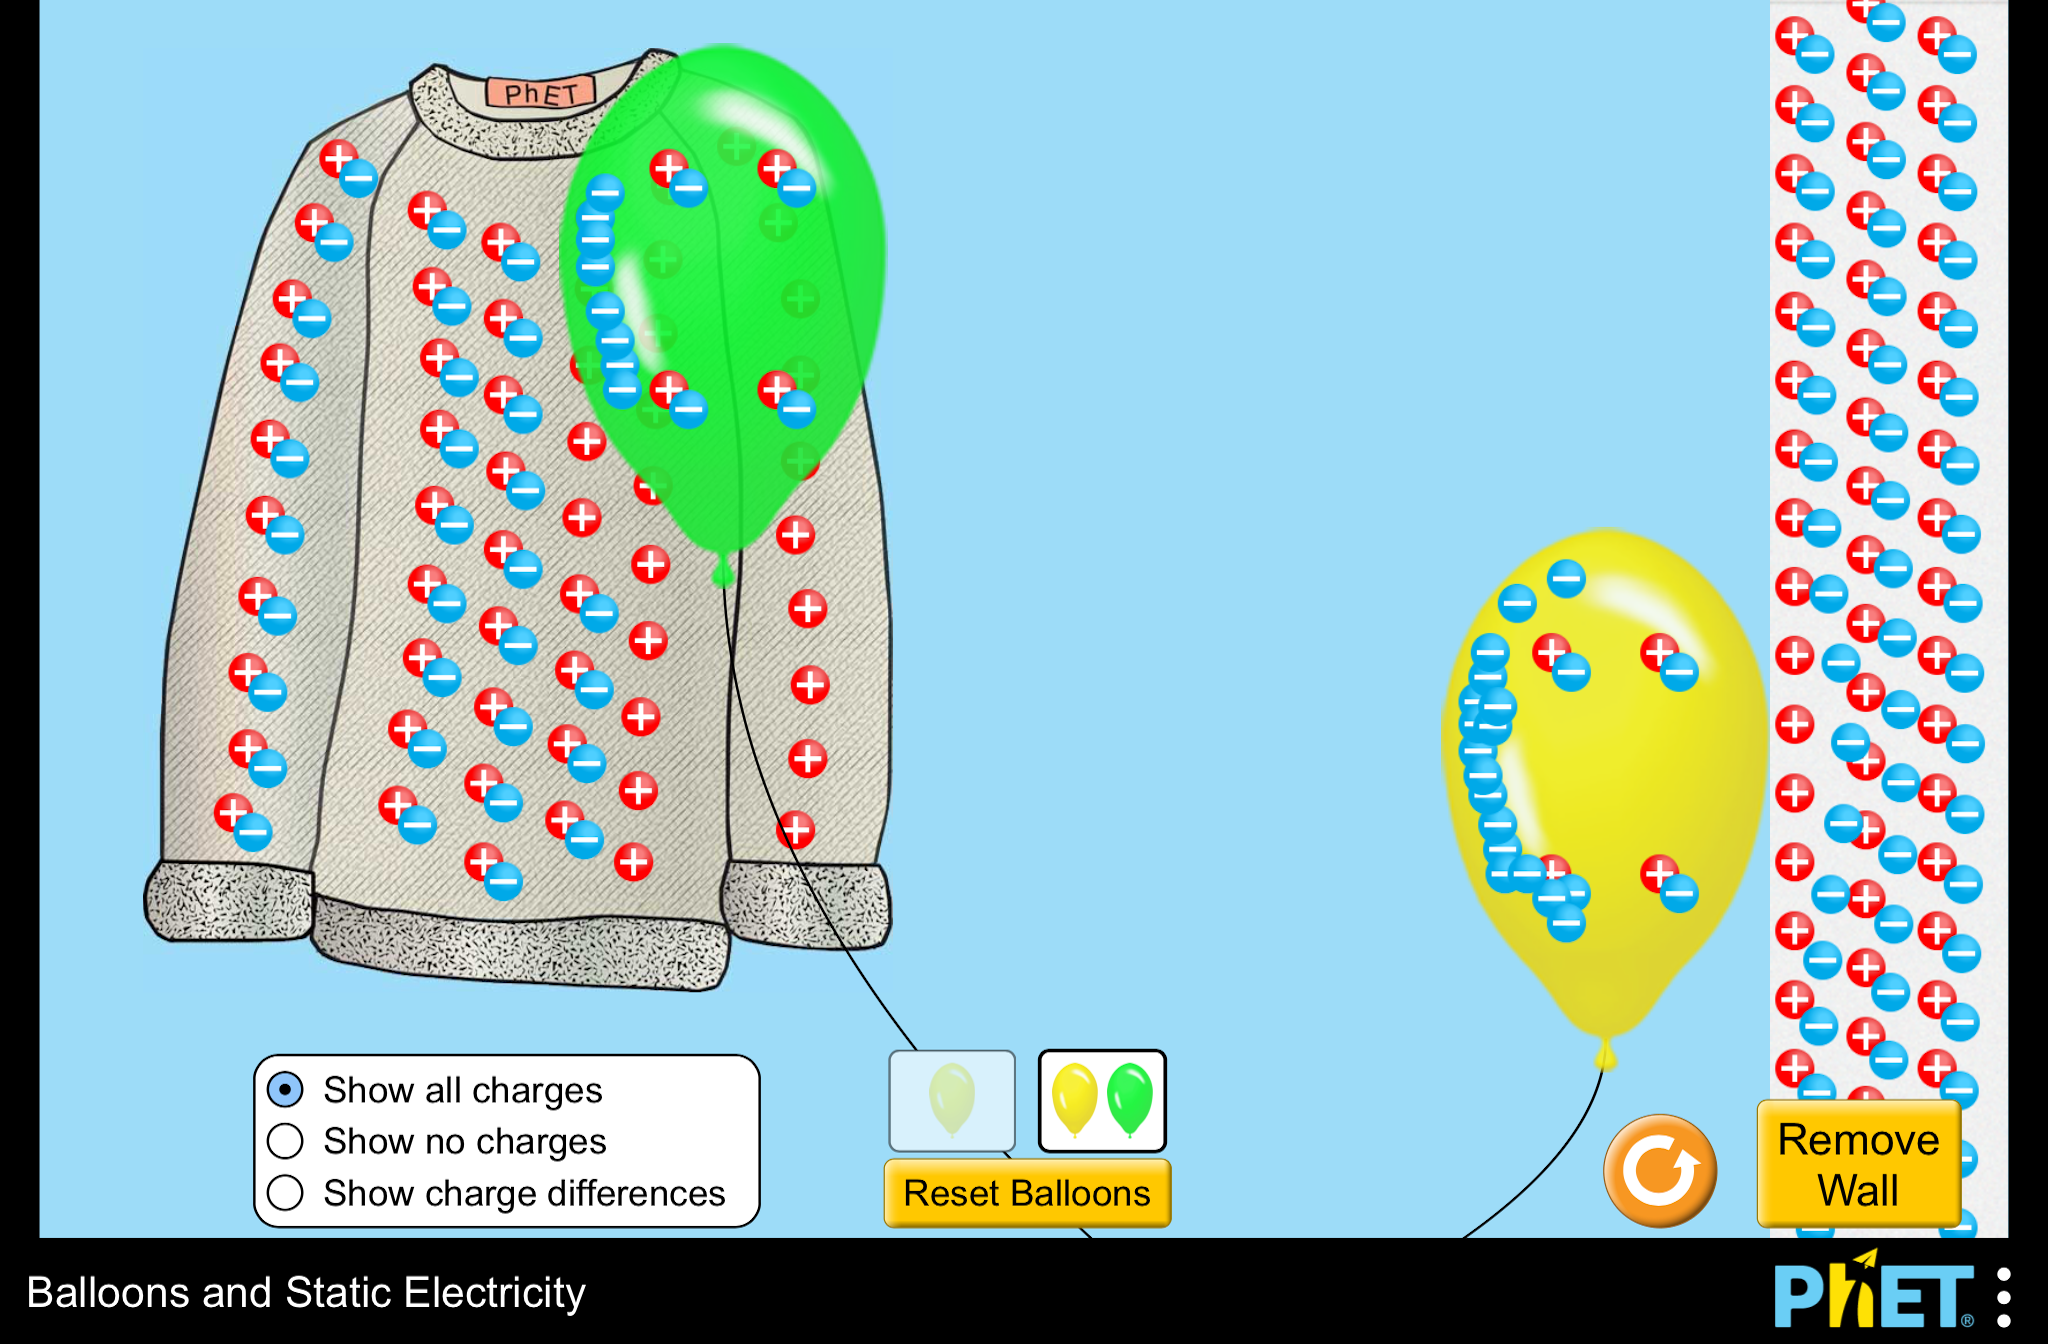 PhET
Show all charges
Show no charges
Show charge differences
Reset Balloons
Remove
Wall
Balloons and Static Electricity
PhET®